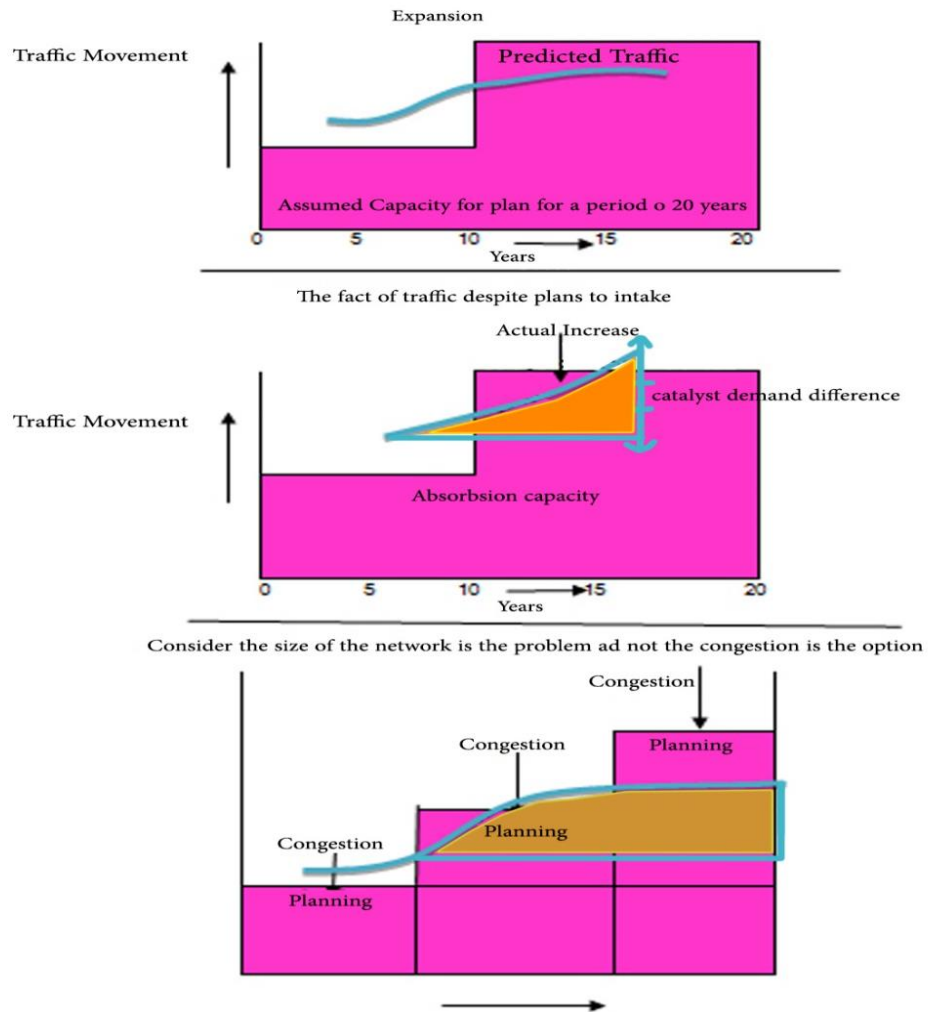 Expansion
Traffic Movement
Predicted Traffic
Assumed Capacity for plan for a period o 20 years
0 5 10 15 20
Years
The fact of traffic despite plans to intake
Actual Increase
catalyst demand difference
Traffic Movement
Absorbsion capacity
0 5 10 15 20
Years
Consider the size of the network is the problem ad not the congestion is the option
Congestion
Congestion
Planning
Planning
Congestion
Planning